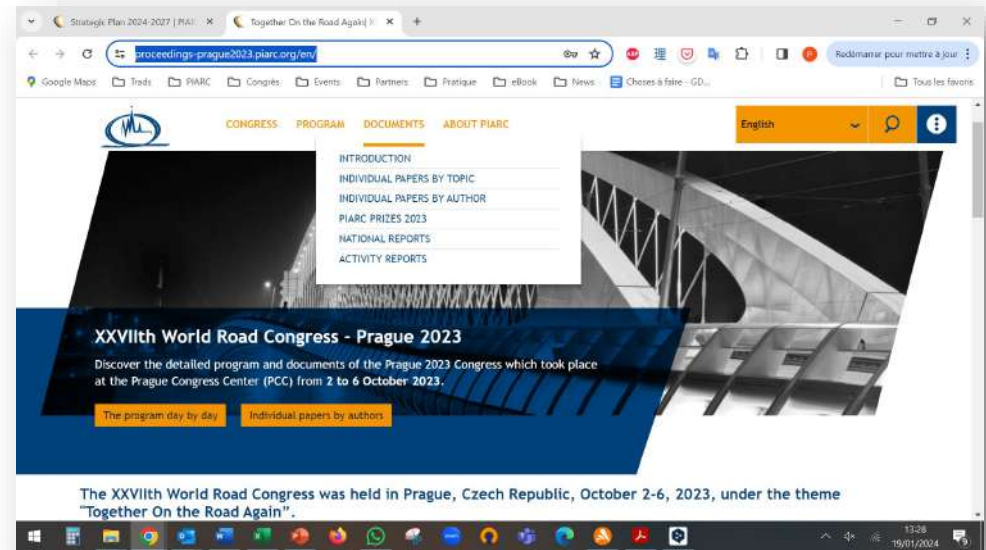 Strategic Plan 2024-2027 | PIAR
Together On the Road Again| X
proceedings-prague2023.piarc.org/en/
ABP
理
Redémarrer pour mettre à jour
Google Maps
Trads
PIARC
Congrès
Events
Partners
Pratique
eBook
News
Choses à faire - GD...
Tous les favoris
CONGRESS
PROGRAM
DOCUMENTS
ABOUT PIARC
English
INTRODUCTION
INDIVIDUAL PAPERS BY TOPIC
INDIVIDUAL PAPERS BY AUTHOR
PIARC PRIZES 2023
NATIONAL REPORTS
ACTIVITY REPORTS
XXVIIth World Road Congress - Prague 2023
Discover the detailed program and documents of the Prague 2023 Congress which took place
at the Prague Congress Center (PCC) from 2 to 6 October 2023.
The program day by day
Individual papers by authors
The XXVIIth World Road Congress was held in Prague, Czech Republic, October 2-6, 2023, under the theme
"Together On the Road Again".
13:28
19/01/2024